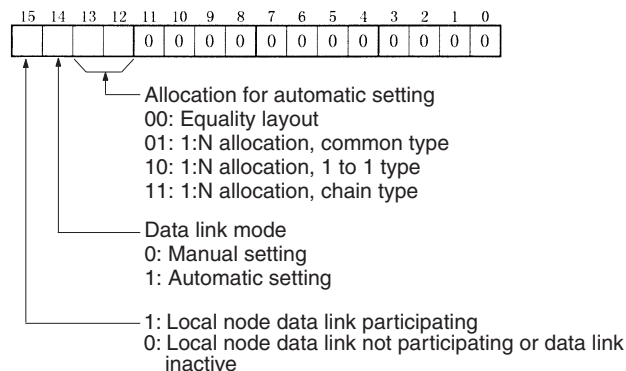 15 14 13 12 11 10 9 8 7 6 5 4 3 2 1 0
0 0 0 0 0 0 0 0 0 0 0 0
Allocation for automatic setting
00: Equality layout
01: 1:N allocation, common type
10: 1:N allocation, 1 to 1 type
11: 1:N allocation, chain type
Data link mode
0: Manual setting
1: Automatic setting
1: Local node data link participating
0: Local node data link not participating or data link
inactive